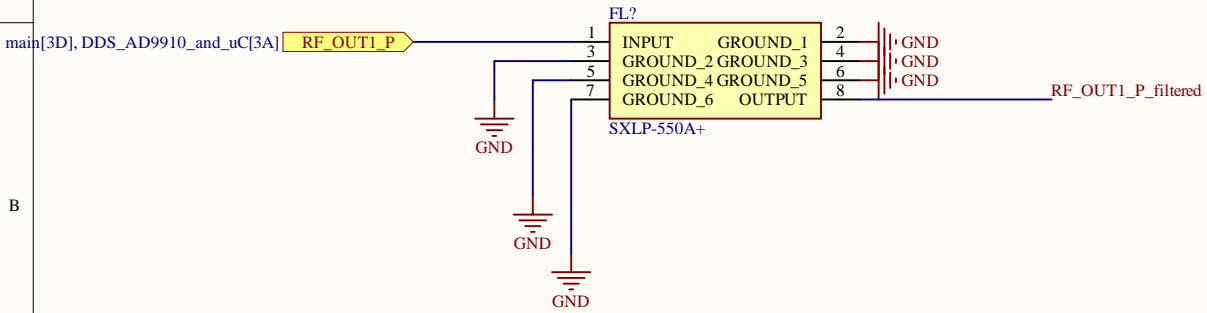 FL?
main[3D], DDS_AD9910_and_uC[3A] RF_OUT1_P 1 INPUT GROUND_1 2 GND
3 GROUND_2 GROUND_3 4 GND
5 GROUND_4 GROUND_5 6 GND
7 GROUND_6 OUTPUT 8 RF_OUT1_P_filtered
SXLP-550A+
GND
B
GND
GND